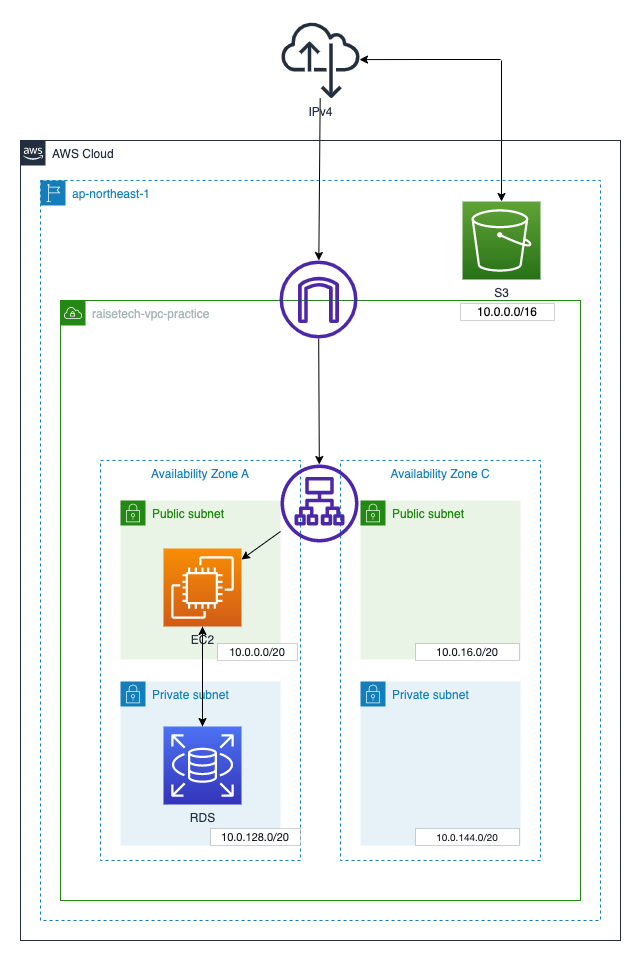 IPv4
aws
AWS Cloud
ap-northeast-1
S3
10.0.0.0/16
raisetech-vpc-practice
Availability Zone A
Availability Zone C
Public subnet
Public subnet
EC2
10.0.0.0/20
10.0.16.0/20
Private subnet
Private subnet
RDS
10.0.128.0/20
10.0.144.0/20